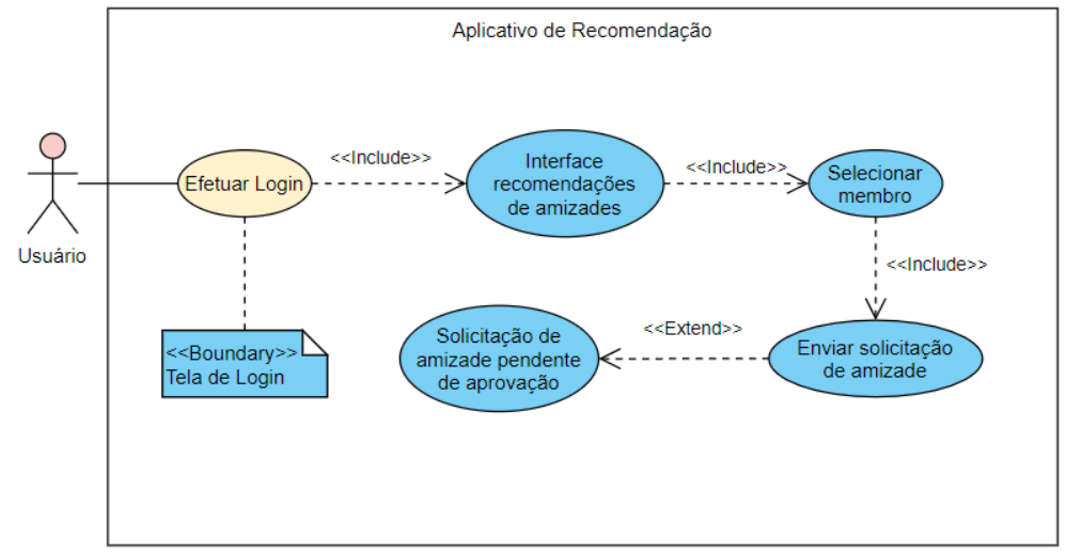 Aplicativo de Recomendação
Usuário
Efetuar Login
<<Include>>
Interface
recomendações
de amizades
<<Include>>
Selecionar
membro
<<Include>>
Enviar solicitação
de amizade
<<Extend>>
Solicitação de
amizade pendente
de aprovação
<<Boundary>>
Tela de Login